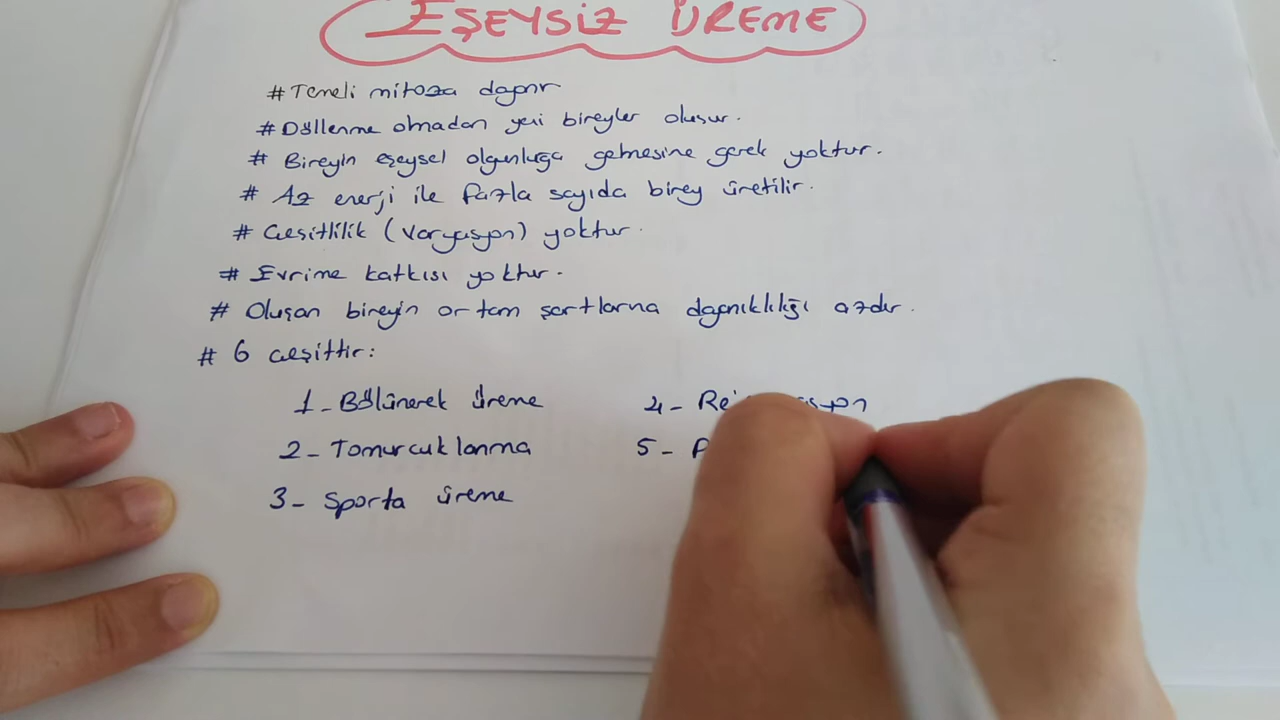 EŞEYSİZ ÜREME
# Temeli mitoza dayanır
# Döllenme olmadan yeni bireyler oluşur.
# Bireyin eşeysel olgunluğa gelmesine gerek yoktur.
# Az enerji ile fazla sayıda birey üretilir.
# Çeşitlilik (varyasyon) yoktur.
# Evrime katkısı yoktur.
# Oluşan bireyin ortam şartlarına dayanıklılığı azdır.
# 6 çeşittir:
1- Bölünerek üreme
2- Tomurcuklanma
3- Sporla üreme
4-
5-